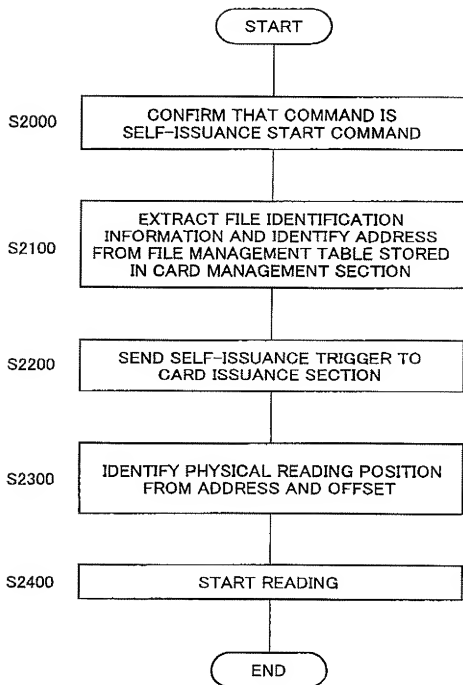 START
S2000
CONFIRM THAT COMMAND IS
SELF-ISSUANCE START COMMAND
S2100
EXTRACT FILE IDENTIFICATION
INFORMATION AND IDENTIFY ADDRESS
FROM FILE MANAGEMENT TABLE STORED
IN CARD MANAGEMENT SECTION
S2200
SEND SELF-ISSUANCE TRIGGER TO
CARD ISSUANCE SECTION
S2300
IDENTIFY PHYSICAL READING POSITION
FROM ADDRESS AND OFFSET
S2400
START READING
END